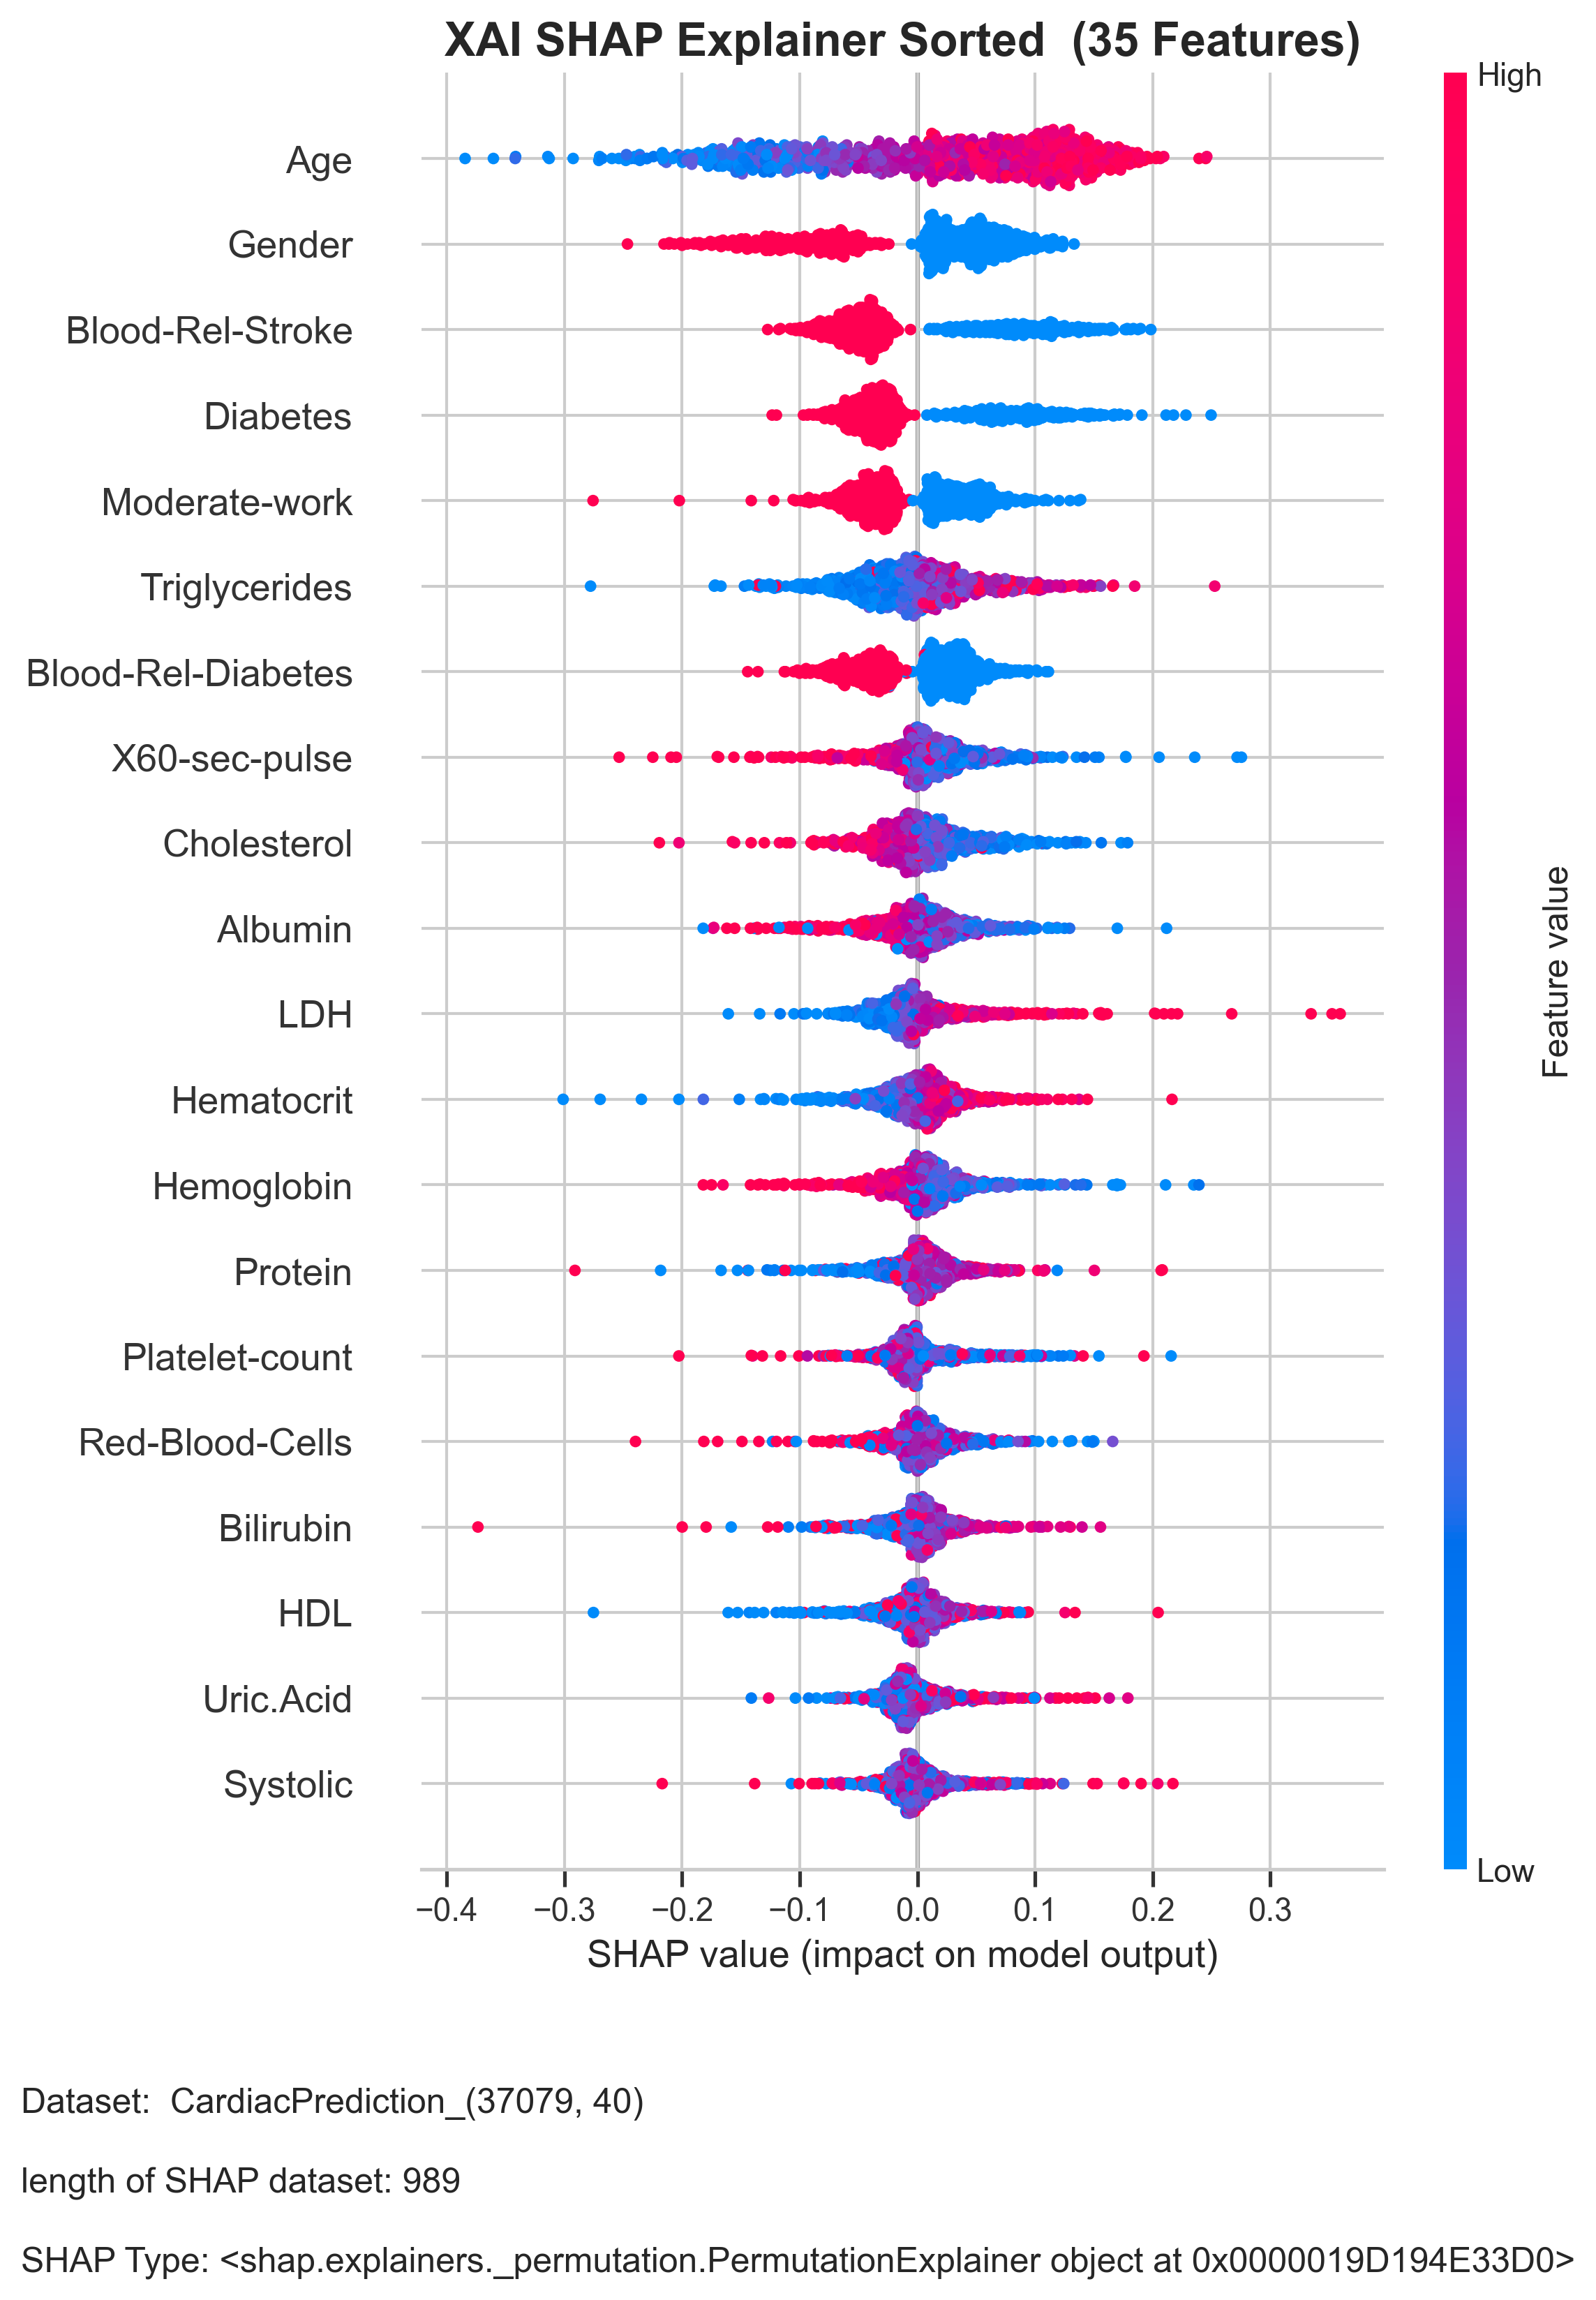 XAI SHAP Explainer Sorted  (35 Features)
High
Age
Gender
Blood-Rel-Stroke
Diabetes
Moderate-work
Triglycerides
Blood-Rel-Diabetes
X60-sec-pulse
Cholesterol
Albumin
LDH
Hematocrit
Hemoglobin
Protein
Platelet-count
Red-Blood-Cells
Bilirubin
HDL
Uric.Acid
Systolic
Feature value
Low
−0.4 −0.3 −0.2 −0.1 0.0 0.1 0.2 0.3
SHAP value (impact on model output)
Dataset:  CardiacPrediction_(37079, 40)
length of SHAP dataset: 989
SHAP Type: <shap.explainers._permutation.PermutationExplainer object at 0x0000019D194E33D0>